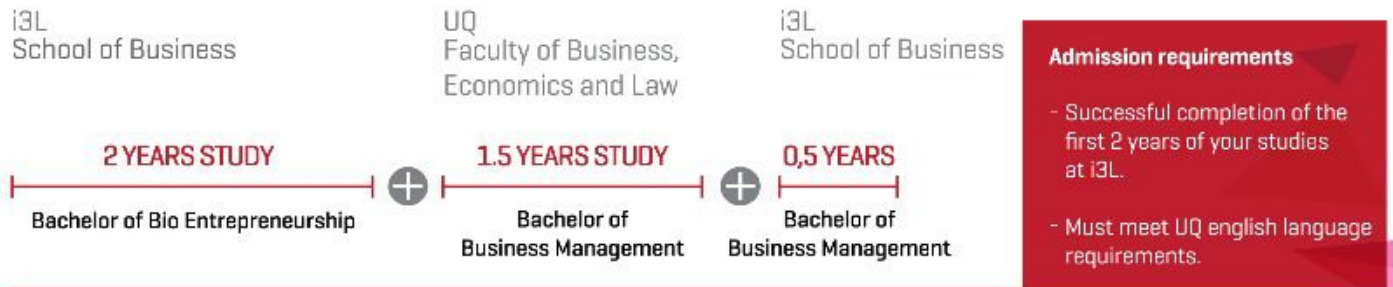 i3L
School of Business
UQ
Faculty of Business,
Economics and Law
i3L
School of Business
2 YEARS STUDY
1.5 YEARS STUDY
0,5 YEARS
Bachelor of Bio Entrepreneurship
Bachelor of
Business Management
Bachelor of
Business Management
Admission requirements
- Successful completion of the
first 2 years of your studies
at i3L.
- Must meet UQ english language
requirements.